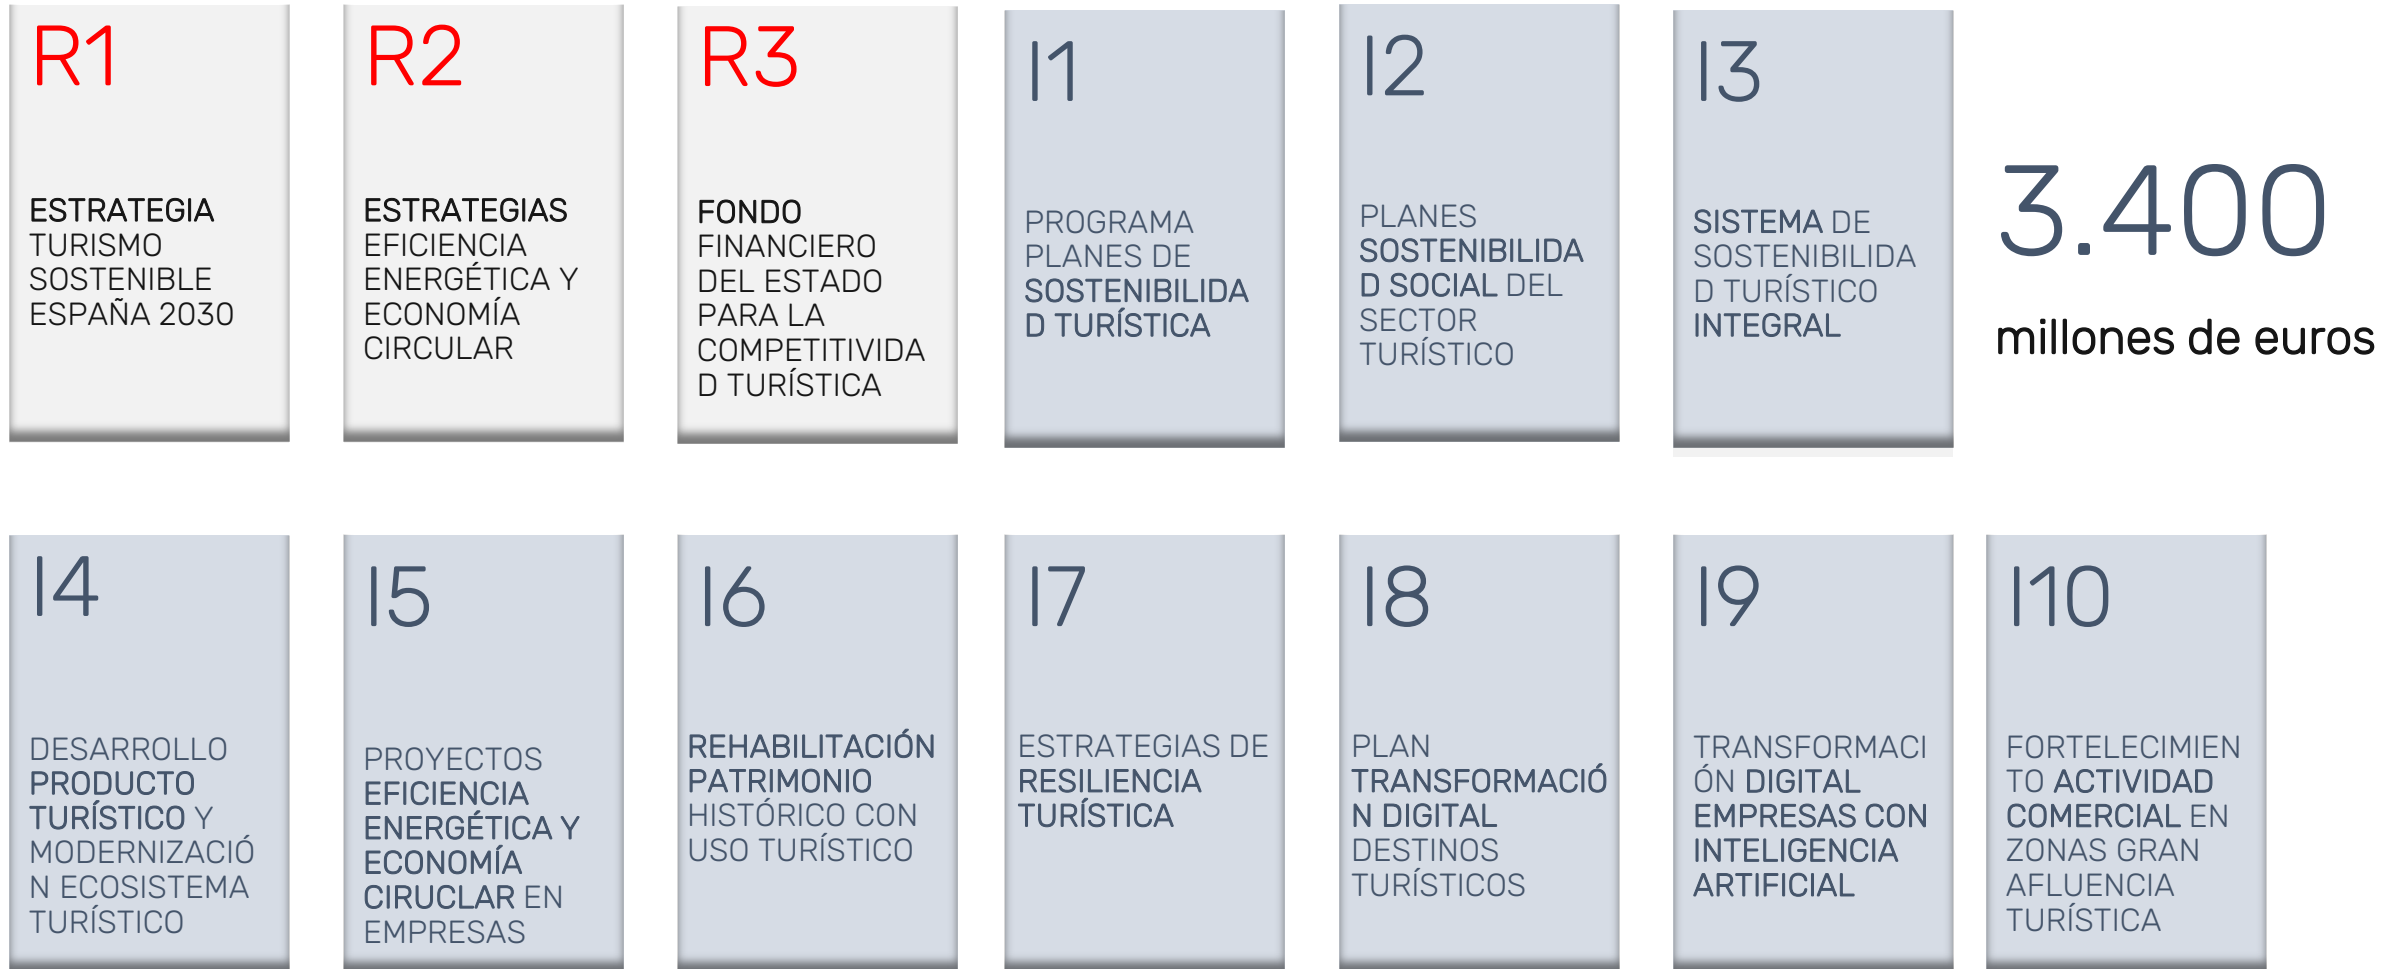 R1
ESTRATEGIA
TURISMO
SOSTENIBLE
ESPAÑA 2030
R2
ESTRATEGIAS
EFICIENCIA
ENERGÉTICA Y
ECONOMÍA
CIRCULAR
R3
FONDO
FINANCIERO
DEL ESTADO
PARA LA
COMPETITIVIDA
D TURÍSTICA
I1
PROGRAMA
PLANES DE
SOSTENIBILIDA
D TURÍSTICA
I2
PLANES
SOSTENIBILIDA
D SOCIAL DEL
SECTOR
TURÍSTICO
I3
SISTEMA DE
SOSTENIBILIDA
D TURÍSTICO
INTEGRAL
3.400
millones de euros
I4
DESARROLLO
PRODUCTO
TURÍSTICO Y
MODERNIZACIÓ
N ECOSISTEMA
TURÍSTICO
I5
PROYECTOS
EFICIENCIA
ENERGÉTICA Y
ECONOMÍA
CIRUCLAR EN
EMPRESAS
I6
REHABILITACIÓN
PATRIMONIO
HISTÓRICO CON
USO TURÍSTICO
I7
ESTRATEGIAS DE
RESILIENCIA
TURÍSTICA
I8
PLAN
TRANSFORMACIÓ
N DIGITAL
DESTINOS
TURÍSTICOS
I9
TRANSFORMACI
ÓN DIGITAL
EMPRESAS CON
INTELIGENCIA
ARTIFICIAL
I10
FORTELECIMIEN
TO ACTIVIDAD
COMERCIAL EN
ZONAS GRAN
AFLUENCIA
TURÍSTICA